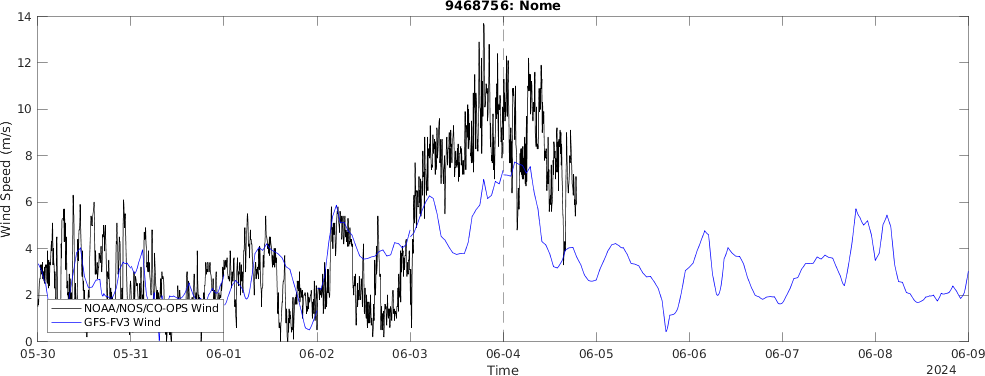 9468756: Nome
14
12
10
8
6
4
2
0
Wind Speed (m/s)
NOAA/NOS/CO-OPS Wind
GFS-FV3 Wind
05-30 05-31 06-01 06-02 06-03 06-04 06-05 06-06 06-07 06-08 06-09
Time
2024